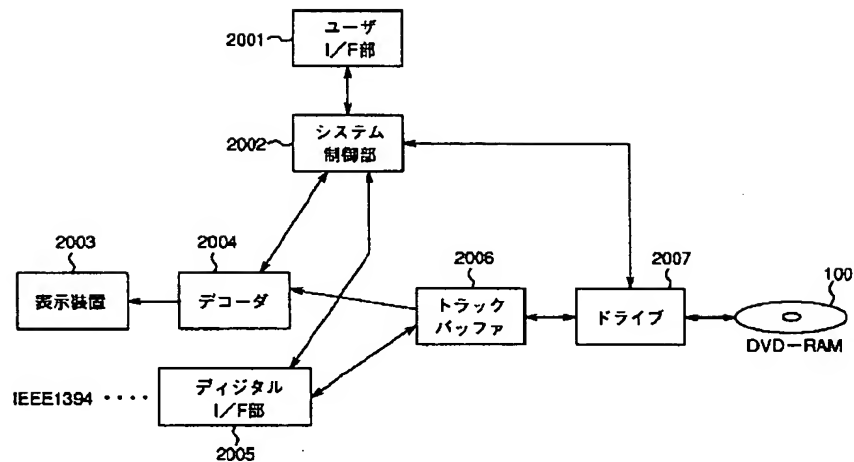 2001
ユーザ
I/F部
2002
システム
制御部
2003
2004
2006
2007
100
表示装置
デコーダ
トラック
バッファ
ドライブ
DVD-RAM
IEEE1394 ････
ディジタル
I/F部
2005